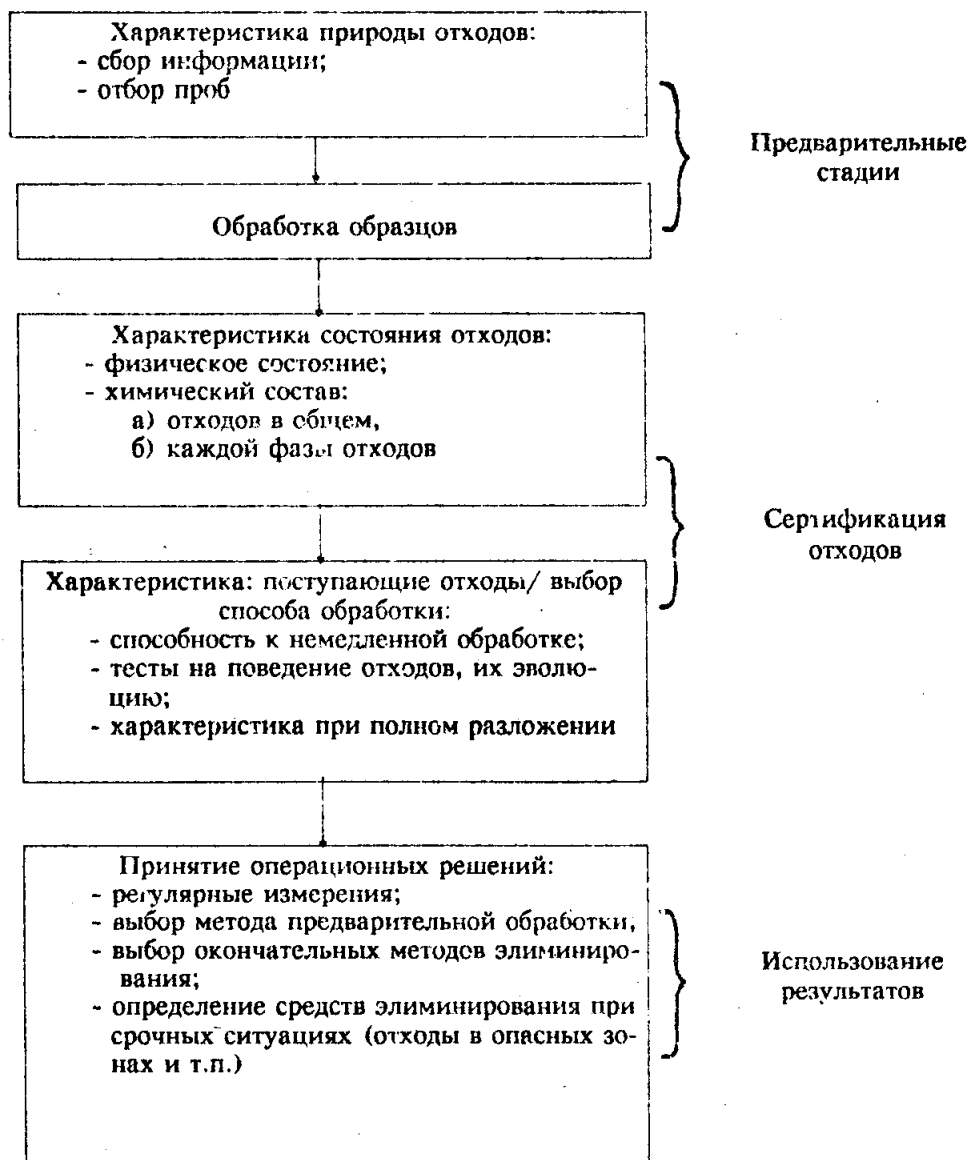 Характеристика природы отходов:
- сбор информации;
- отбор проб
Предварительные
стадии
Обработка образцов
Характеристика состояния отходов:
- физическое состояние;
- химический состав:
а) отходов в общем,
б) каждой фазы отходов
Сертификация
отходов
Характеристика: поступающие отходы/ выбор
способа обработки:
- способность к немедленной обработке;
- тесты на поведение отходов, их эволю-
цию;
- характеристика при полном разложении
Принятие операционных решений:
- регулярные измерения;
- выбор метода предварительной обработки,
- выбор окончательных методов элиминиро-
вания;
- определение средств элиминирования при
срочных ситуациях (отходы в опасных зо-
нах и т.п.)
Использование
результатов